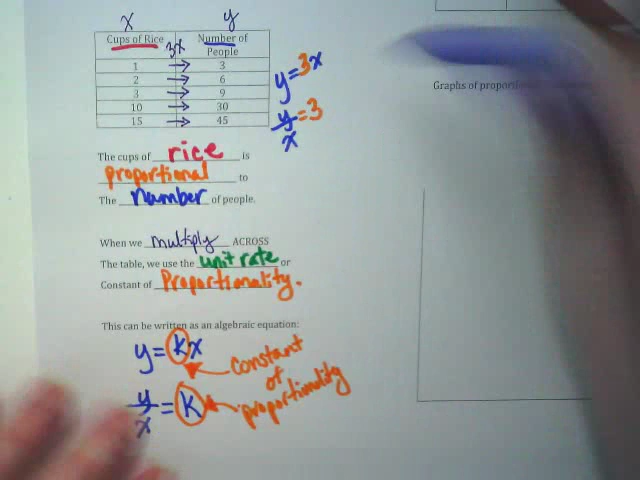 x y
Cups of Rice 3x Number of People
1 → 3
2 → 6
3 → 9
10 → 30
15 → 45
y = 3x
y/x = 3
The cups of rice is
proportional to
The number of people.
When we multiply ACROSS
The table, we use the unit rate or
Constant of Proportionality.
This can be written as an algebraic equation:
y = Kx
constant
of
proportionality
y/x = K
Graphs of